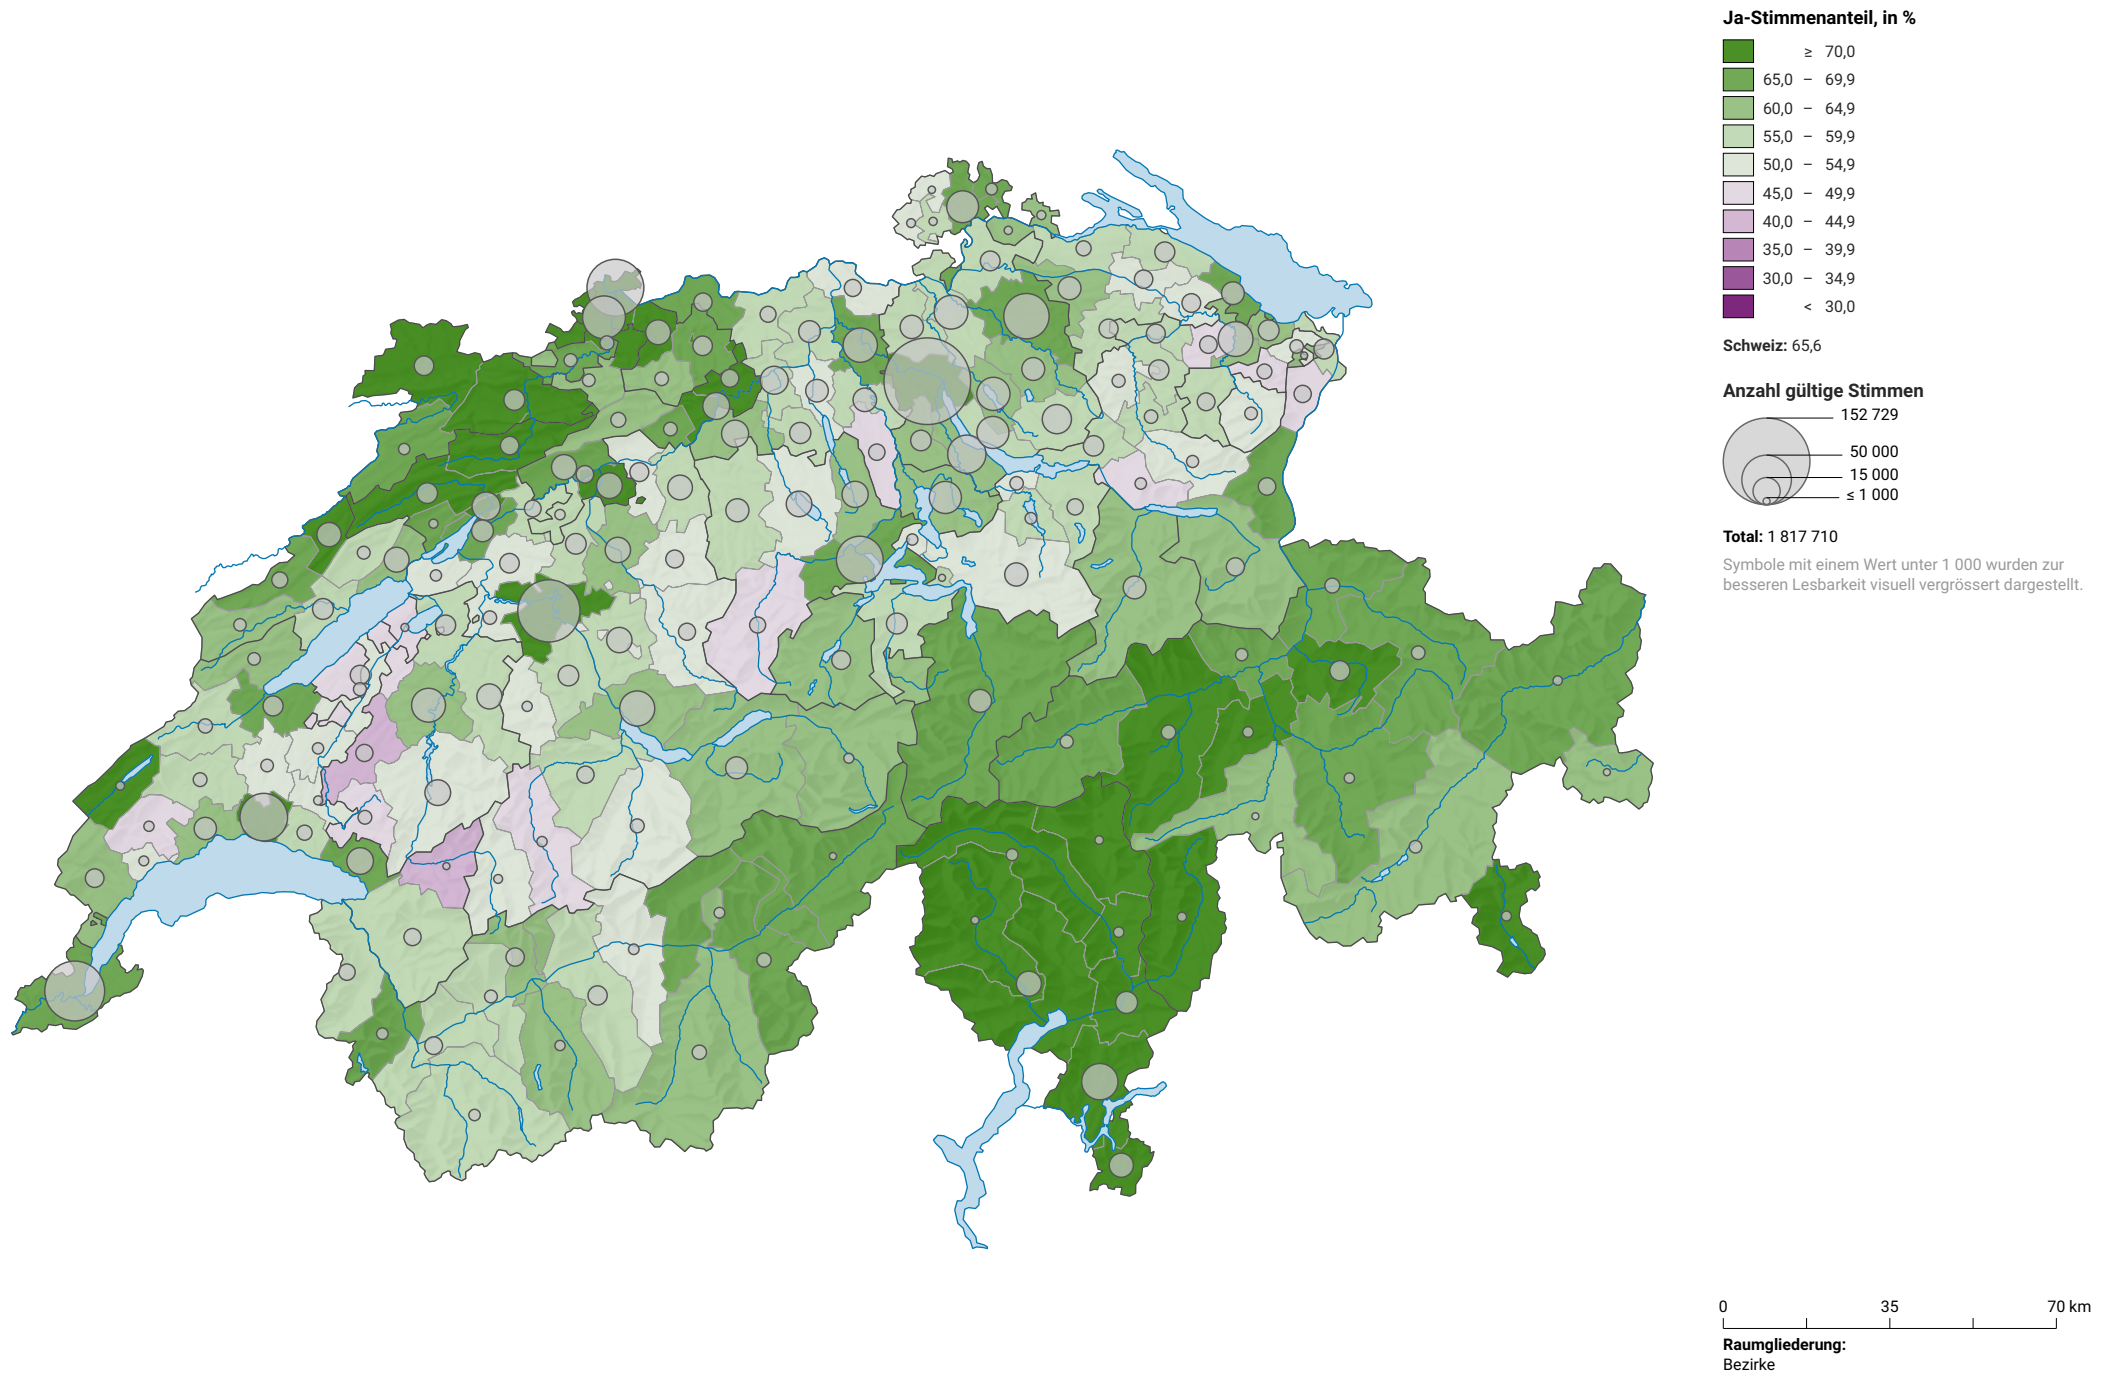 Ja-Stimmenanteil, in %
≥ 70,0
65,0 – 69,9
60,0 – 64,9
55,0 – 59,9
50,0 – 54,9
45,0 – 49,9
40,0 – 44,9
35,0 – 39,9
30,0 – 34,9
< 30,0
Schweiz: 65,6
Anzahl gültige Stimmen
152 729
50 000
15 000
≤ 1 000
Total: 1 817 710
Symbole mit einem Wert unter 1 000 wurden zur
besseren Lesbarkeit visuell vergrössert dargestellt.
0 35 70 km
Raumgliederung:
Bezirke